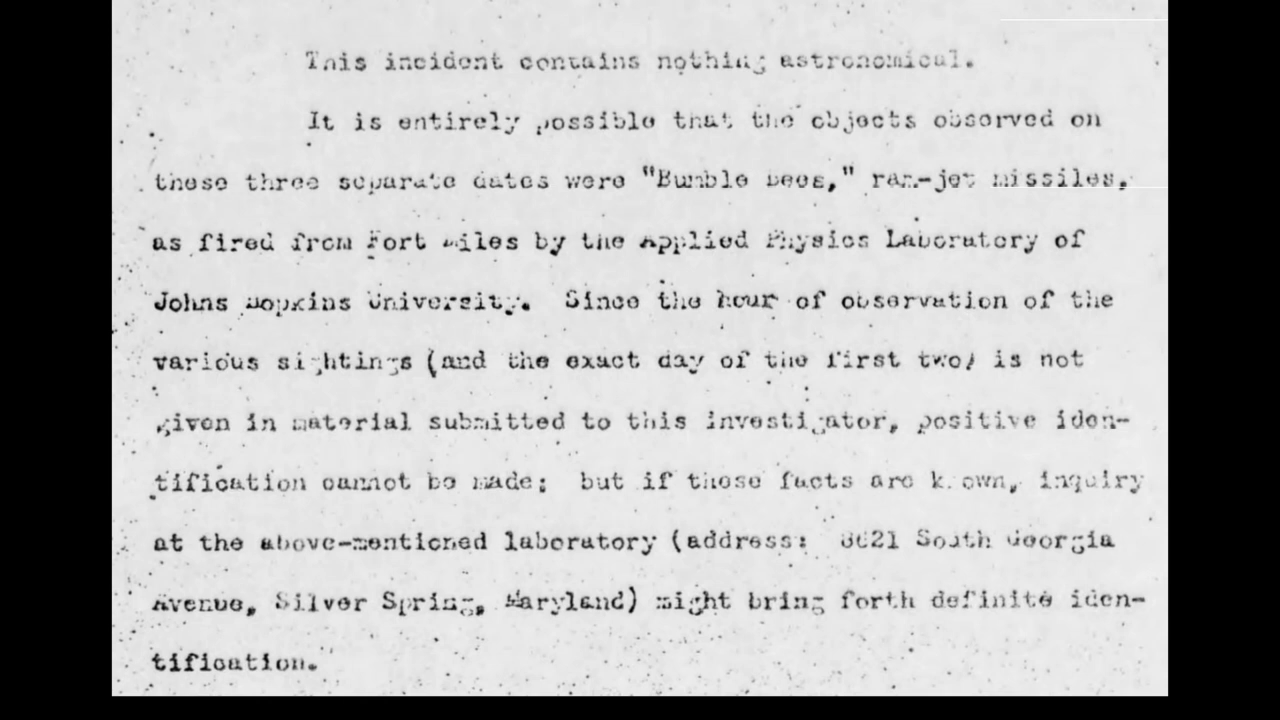 This incident contains nothing astronomical.
It is entirely possible that the objects observed on
these three separate dates were "Bumble Bees," ram-jet missiles,
as fired from Fort Miles by the Applied Physics Laboratory of
Johns Hopkins University. Since the hour of observation of the
various sightings (and the exact day of the first two) is not
given in material submitted to this investigator, positive iden-
tification cannot be made; but if these facts are known, inquiry
at the above-mentioned laboratory (address: South Georgia
Avenue, Silver Spring, Maryland) might bring forth definite iden-
tification.